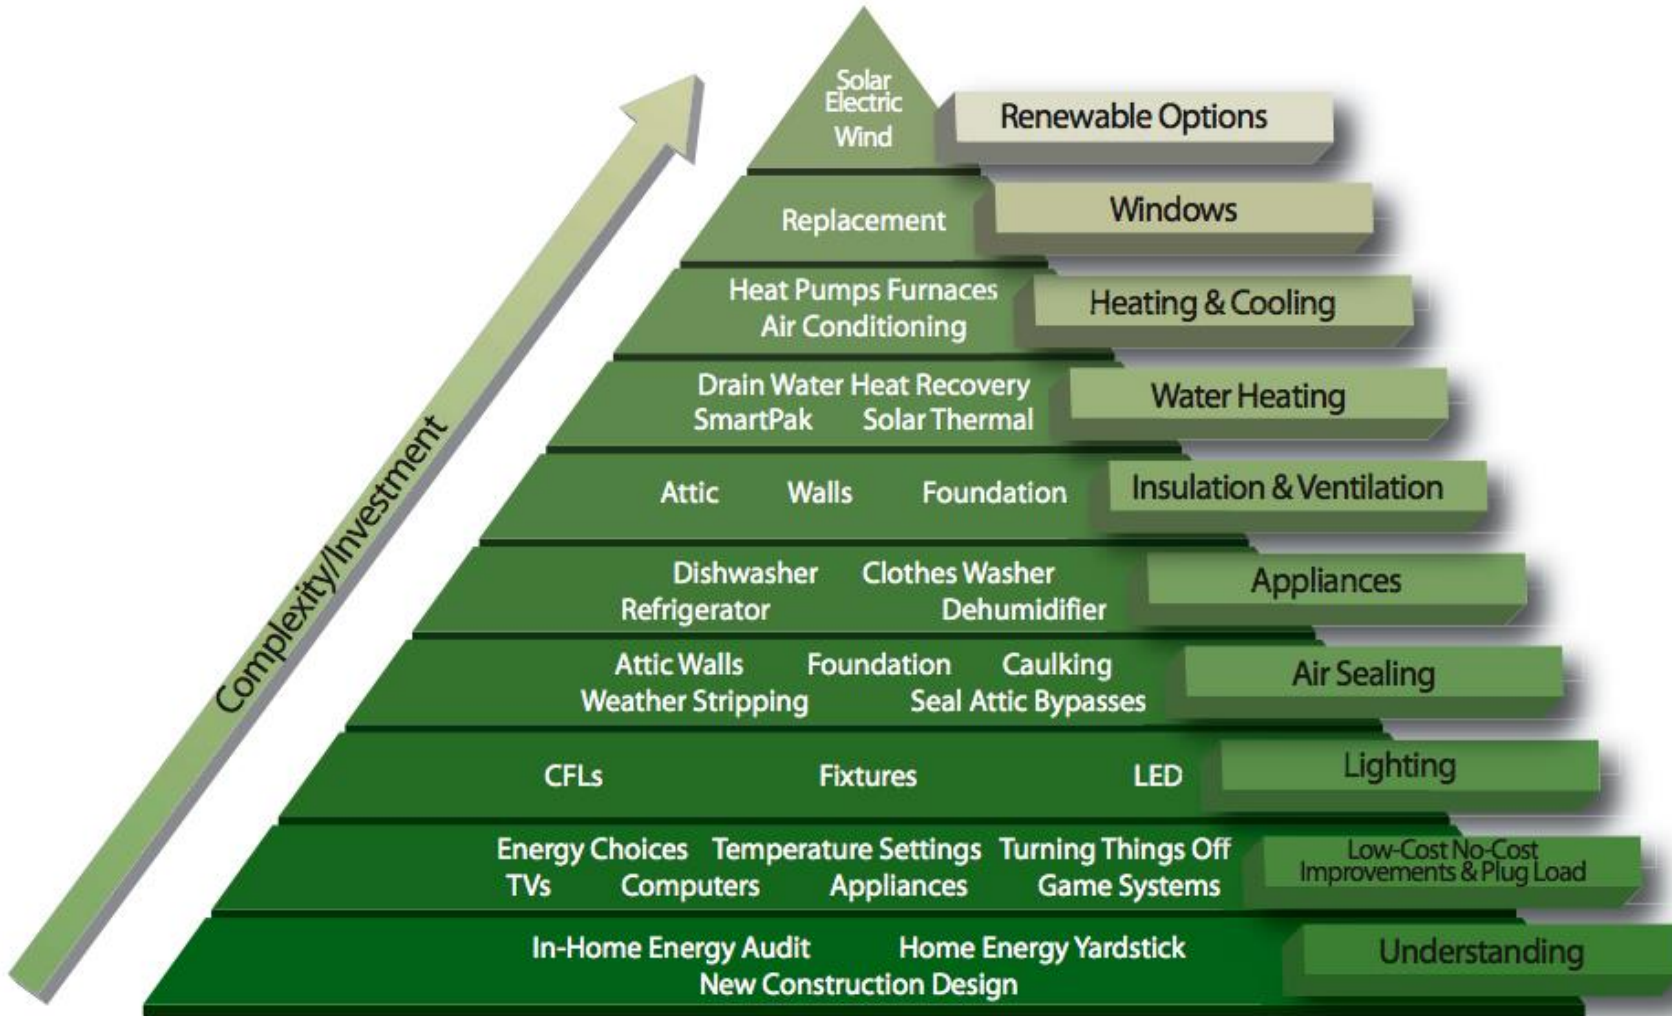 Solar
Electric
Wind
Renewable Options
Replacement
Windows
Heat Pumps Furnaces
Air Conditioning
Heating & Cooling
Drain Water Heat Recovery
SmartPak Solar Thermal
Water Heating
Attic Walls Foundation
Insulation & Ventilation
Dishwasher Clothes Washer
Refrigerator Dehumidifier
Appliances
Attic Walls Foundation Caulking
Weather Stripping Seal Attic Bypasses
Air Sealing
CFLs Fixtures LED
Lighting
Energy Choices Temperature Settings Turning Things Off
TVs Computers Appliances Game Systems
Low-Cost No-Cost
Improvements & Plug Load
In-Home Energy Audit Home Energy Yardstick
New Construction Design
Understanding
Complexity/Investment